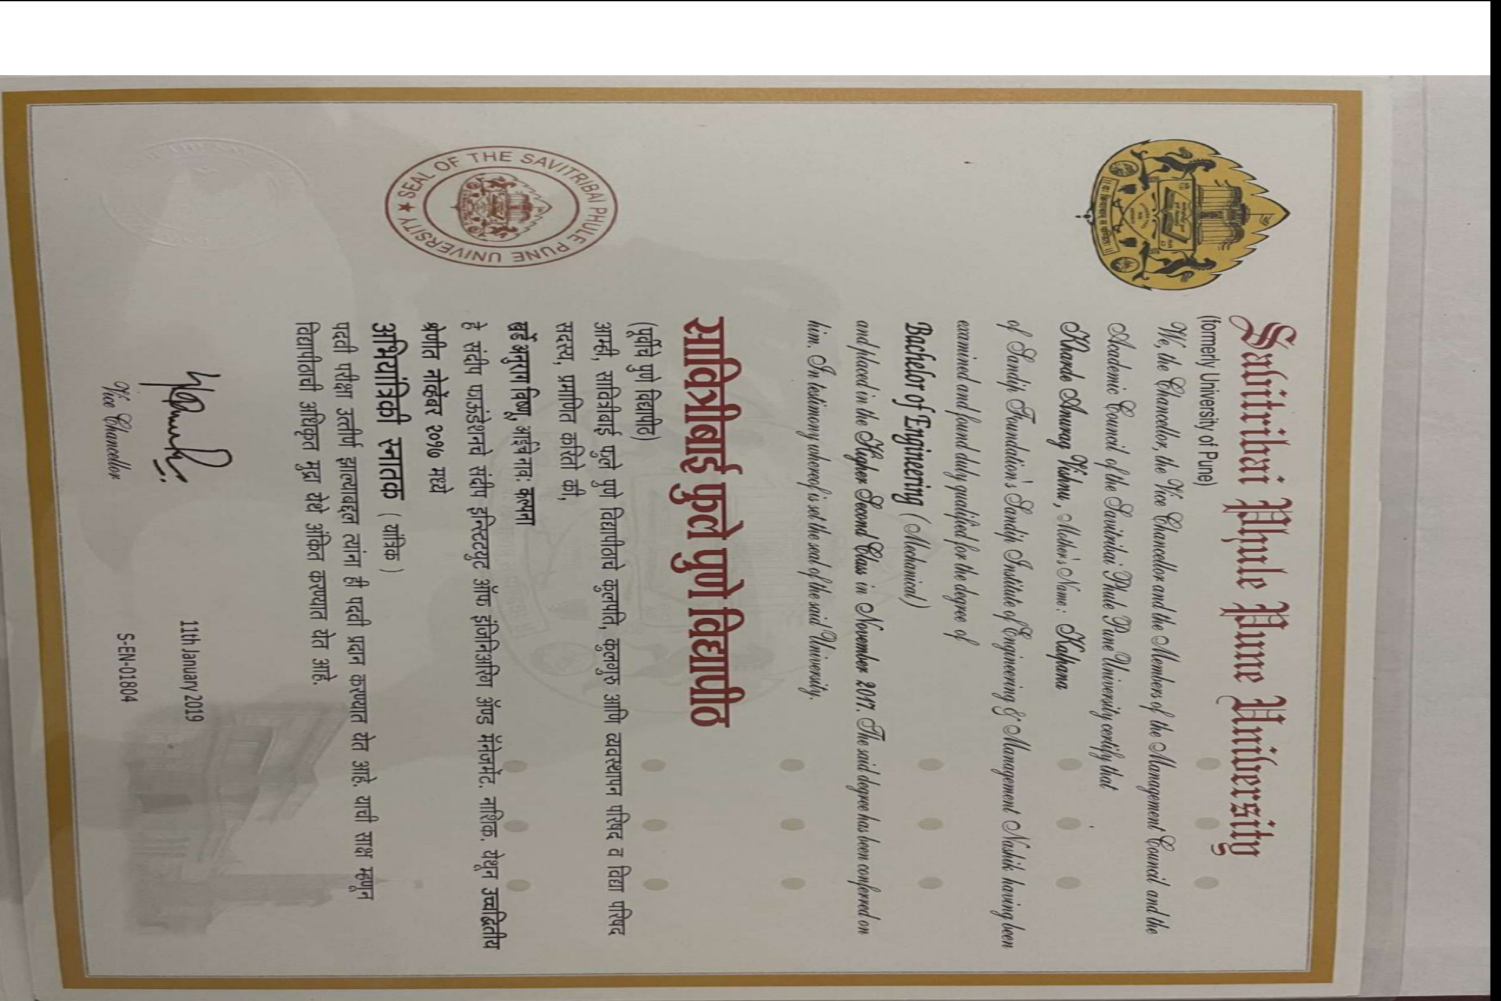 Savitribai Phule Pune University
(formerly University of Pune)
We, the Chancellor, the Vice Chancellor and the Members of the Management Council and the
Academic Council of the Savitribai Phule Pune University certify that
Kharde Anurag Vishnu, Mother's Name: Kalpana
of Sandip Foundation's Sandip Institute of Engineering & Management Nashik having been
examined and found duly qualified for the degree of
Bachelor of Engineering (Mechanical)
and placed in the Higher Second Class in November 2017. The said degree has been conferred on
him. In testimony whereof is set the seal of the said University.
सावित्रीबाई फुले पुणे विद्यापीठ
(पूर्वीचे पुणे विद्यापीठ)
आम्ही, सावित्रीबाई फुले पुणे विद्यापीठाचे कुलपति, कुलगुरु आणि व्यवस्थापन परिषद व विद्या परिषद
सदस्य, प्रमाणित करितो की,
खर्डे अनुराग विष्णू, आईचे नाव: कल्पना
हे संदीप फाऊंडेशनचे संदीप इन्स्टिट्यूट ऑफ इंजिनिअरिंग ॲण्ड मॅनेजमेंट. नाशिक. येथून उच्चद्वितीय
श्रेणीत नोव्हेंबर २०१७ मध्ये
अभियांत्रिकी स्नातक ( यांत्रिक )
पदवी परीक्षा उत्तीर्ण झाल्याबद्दल त्यांना ही पदवी प्रदान करण्यात येत आहे. याची साक्ष म्हणून
विद्यापीठाची अधिकृत मुद्रा येथे अंकित करण्यात येत आहे.
SEAL OF THE SAVITRIBAI PHULE PUNE UNIVERSITY ★
Vice Chancellor
11th January 2019
S-EN-01804